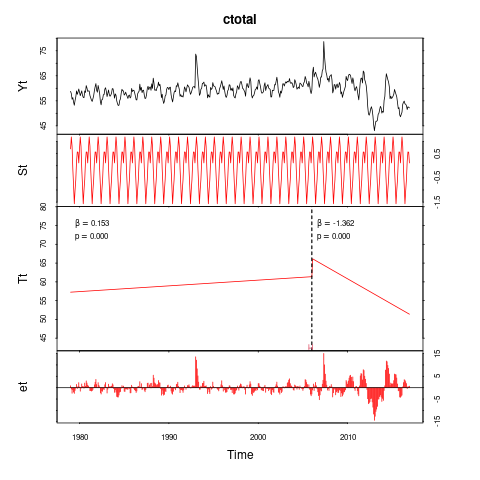 ctotal
Yt
75
65
55
45
St
0.5
-0.5
-1.5
Tt
80
75
70
65
60
55
50
45
β = 0.153
p = 0.000
β = -1.362
p = 0.000
et
15
5
-5
-15
1980 1990 2000 2010
Time